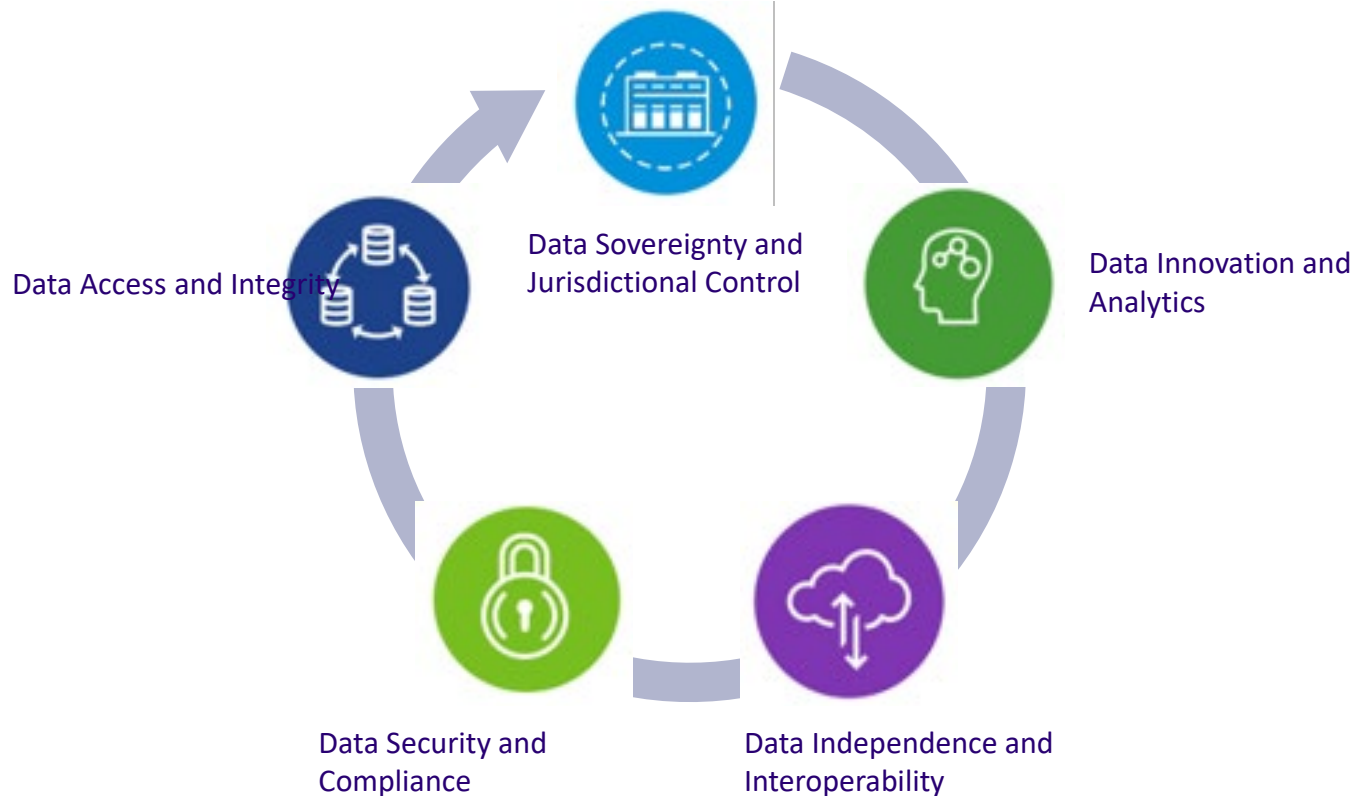 Data Sovereignty and
Jurisdictional Control
Data Innovation and
Analytics
Data Access and Integrity
Data Security and
Compliance
Data Independence and
Interoperability